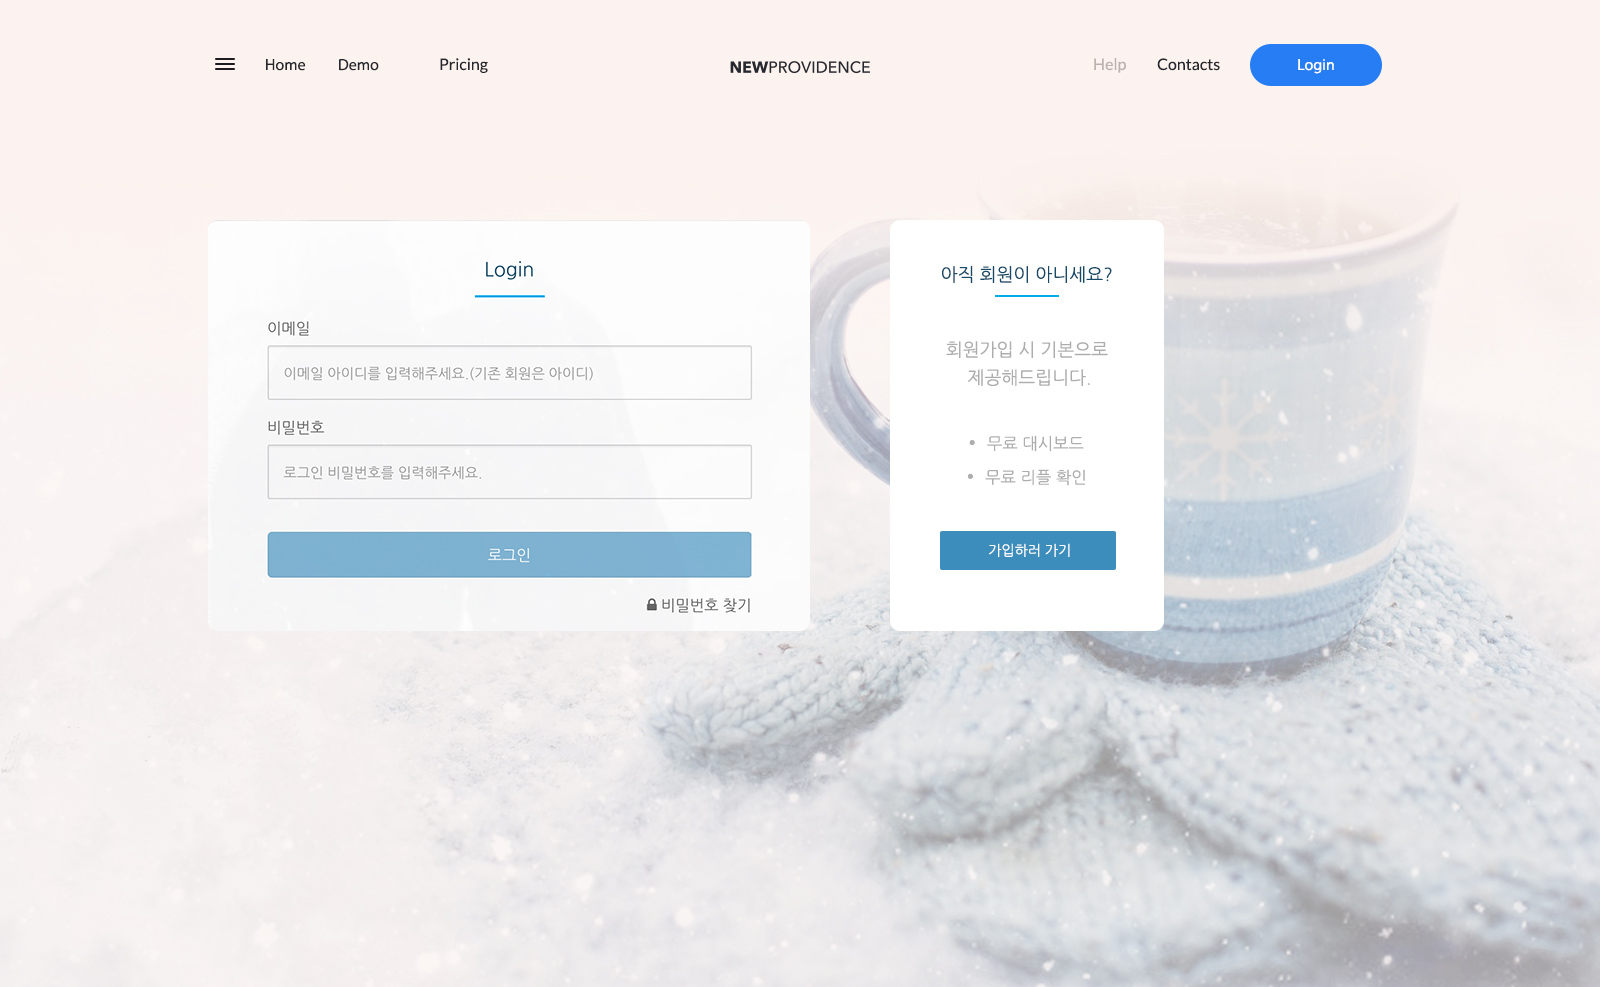 Home Demo Pricing NEWPROVIDENCE Help Contacts Login
Login
이메일
이메일 아이디를 입력해주세요.(기존 회원은 아이디)
비밀번호
로그인 비밀번호를 입력해주세요.
로그인
비밀번호 찾기
아직 회원이 아니세요?
회원가입 시 기본으로
제공해드립니다.
• 무료 대시보드
• 무료 리플 확인
가입하러 가기